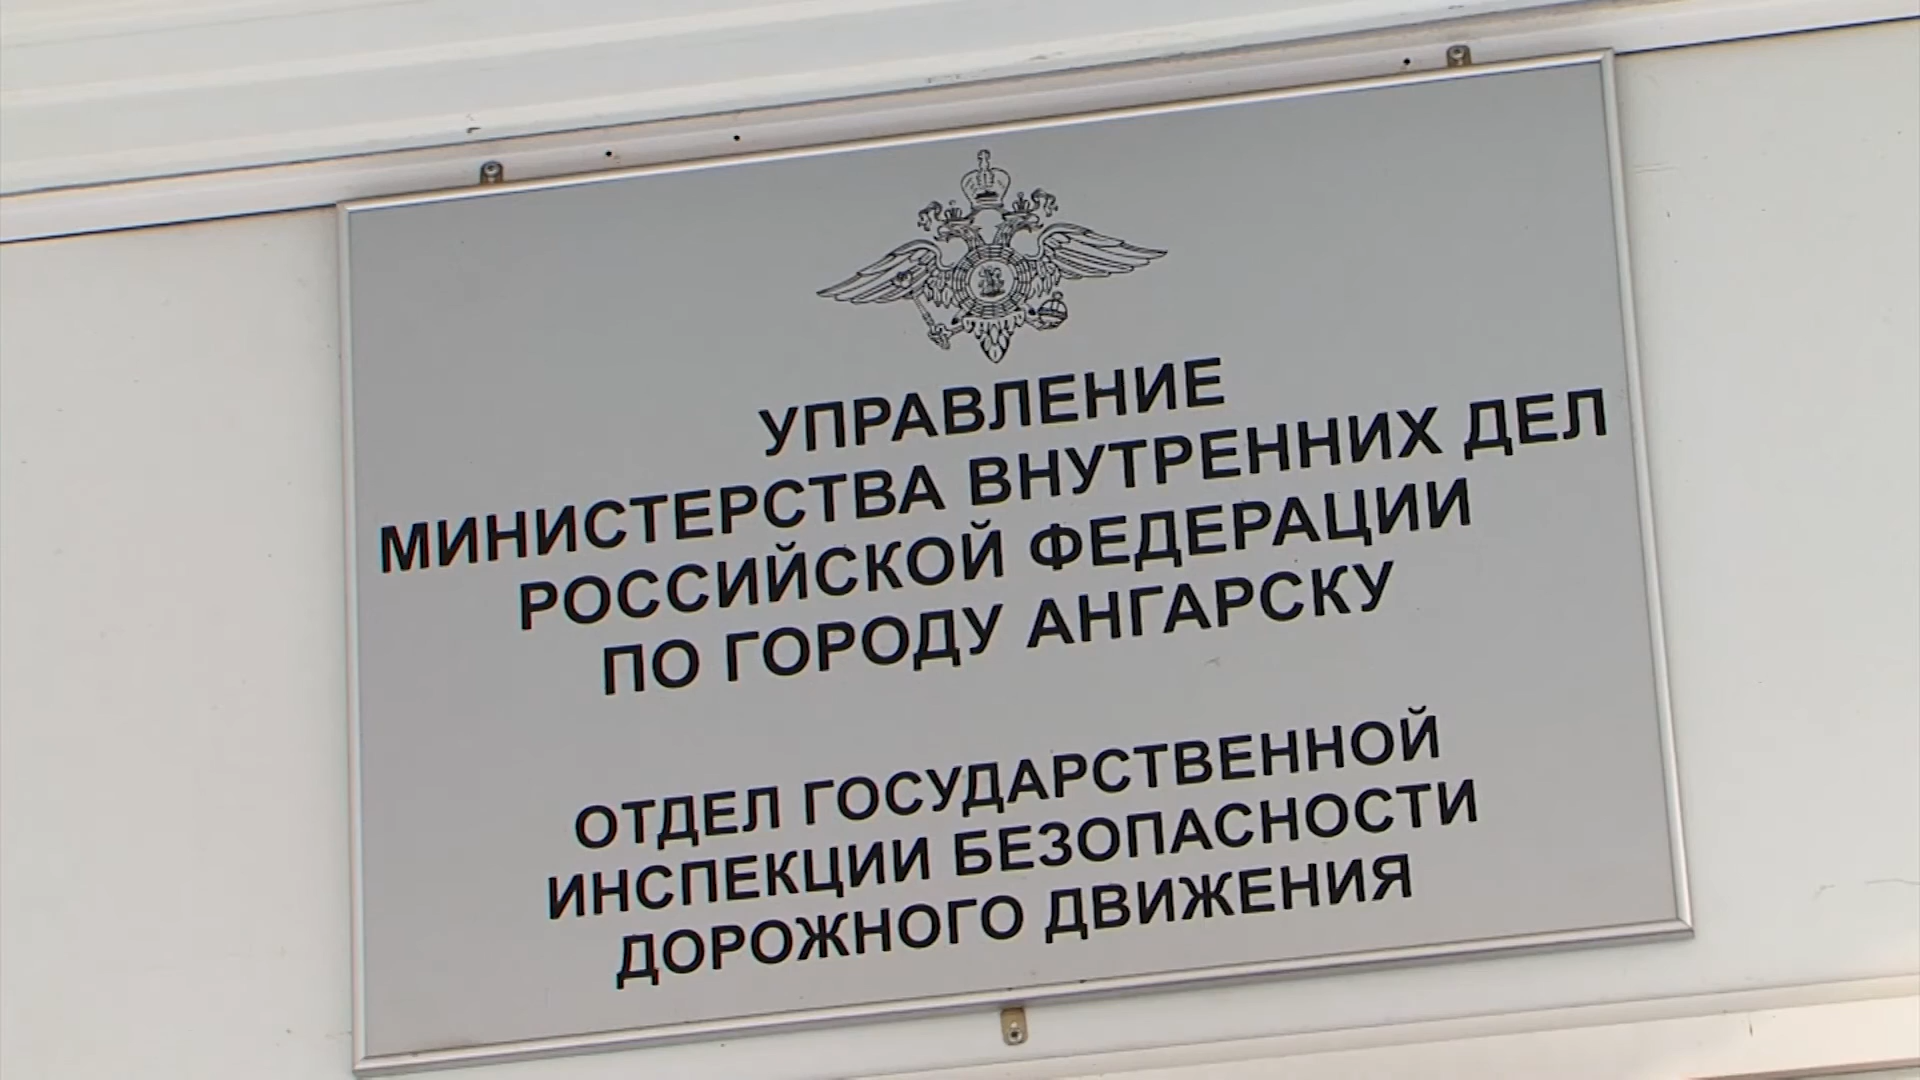 УПРАВЛЕНИЕ
МИНИСТЕРСТВА ВНУТРЕННИХ ДЕЛ
РОССИЙСКОЙ ФЕДЕРАЦИИ
ПО ГОРОДУ АНГАРСКУ
ОТДЕЛ ГОСУДАРСТВЕННОЙ
ИНСПЕКЦИИ БЕЗОПАСНОСТИ
ДОРОЖНОГО ДВИЖЕНИЯ